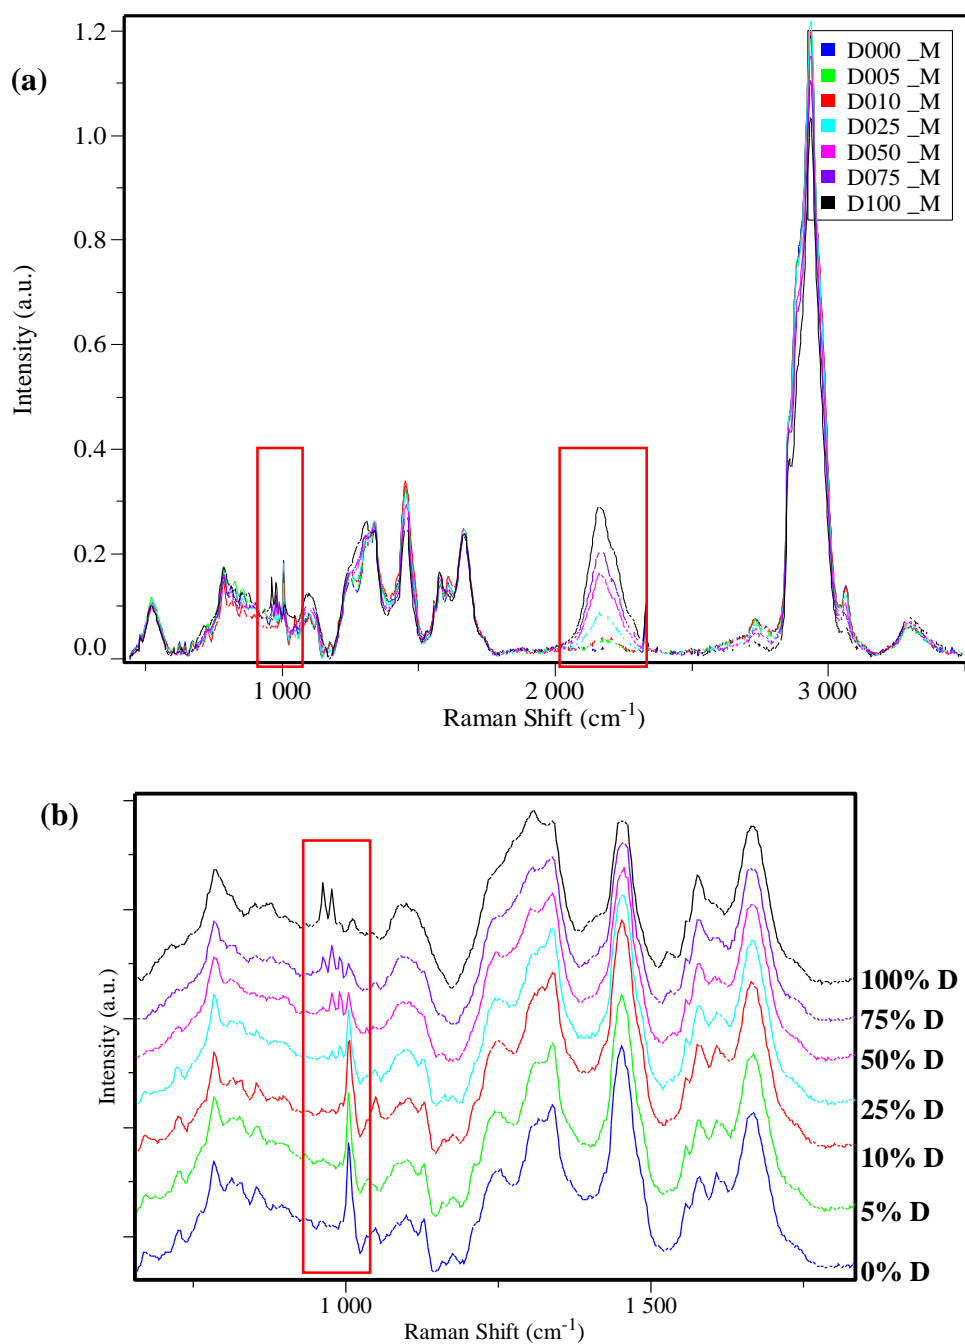 (a)
1.2
1.0
0.8
0.6
0.4
0.2
0.0
Intensity (a.u.)
D000 _M
D005 _M
D010 _M
D025 _M
D050 _M
D075 _M
D100 _M
1 000
2 000
3 000
Raman Shift (cm⁻¹)
(b)
Intensity (a.u.)
100% D
75% D
50% D
25% D
10% D
5% D
0% D
1 000
1 500
Raman Shift (cm⁻¹)